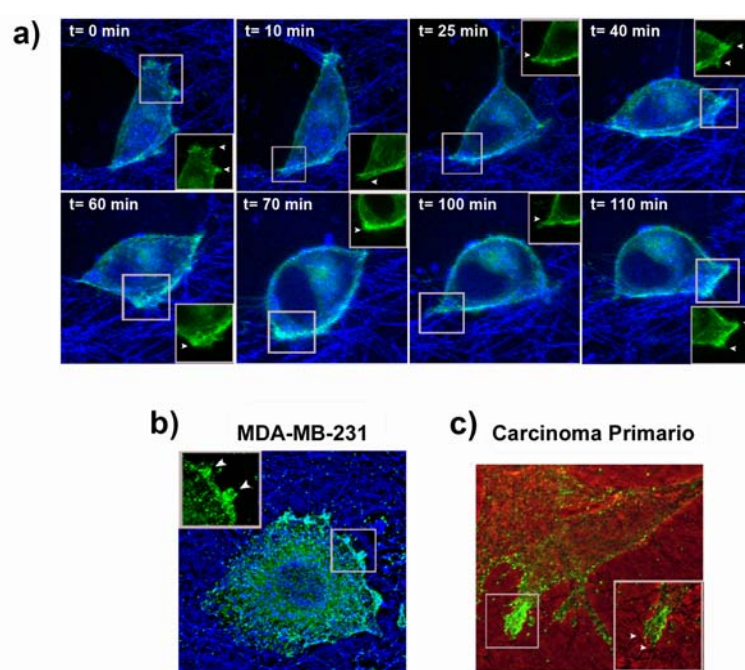 a)
t= 0 min
t= 10 min
t= 25 min
t= 40 min
t= 60 min
t= 70 min
t= 100 min
t= 110 min
b)
MDA-MB-231
c)
Carcinoma Primario